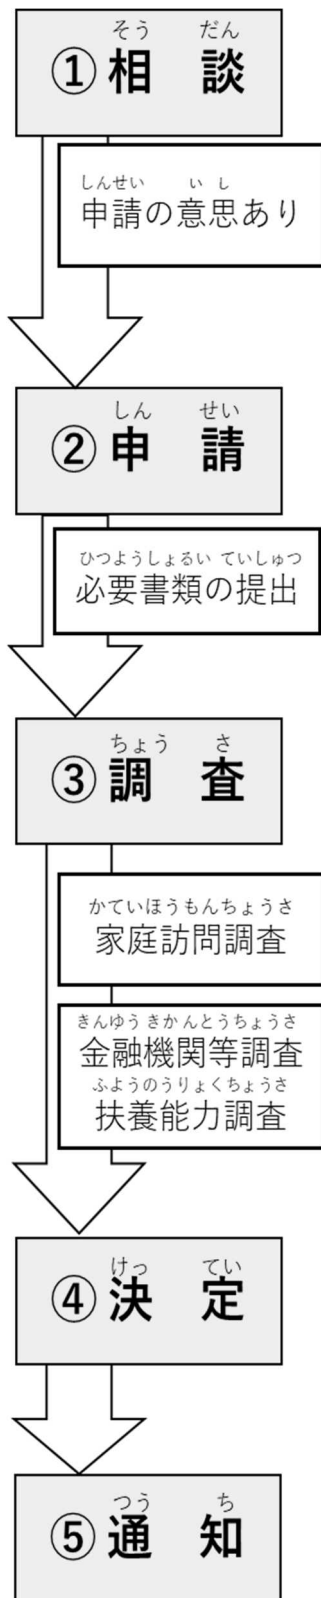 そう だん
①相 談
しんせい い し
申請の意思あり
しん せい
②申 請
ひつようしょるい ていしゅつ
必要書類の提出
ちょう さ
③調 査
かていほうもんちょうさ
家庭訪問調査
きんゆう きか んとうちょうさ
金融機関等調査
ふようのうりょくちょうさ
扶養能力調査
けっ てい
④決 定
つう ち
⑤通 知